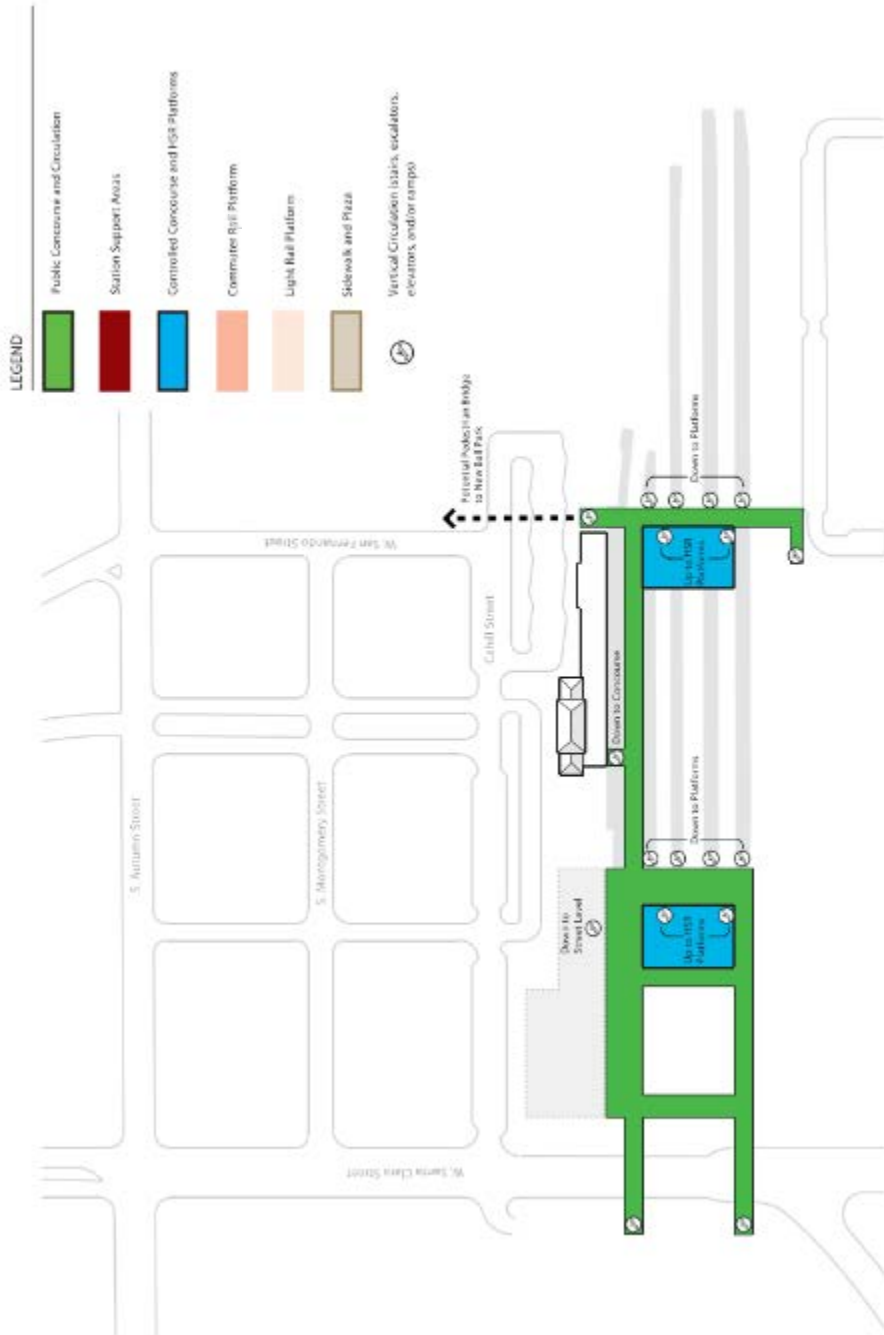 LEGEND
Public Concourse and Circulation
Station Support Areas
Controlled Concourse and HSR Platforms
Commuter Rail Platform
Light Rail Platform
Sidewalk and Plaza
Vertical Circulation (stairs, escalators,
elevators, and/or ramps)
S. Autumn Street
S. Montgomery Street
Cahill Street
W. Santa Clara Street
W. San Fernando Street
Potential Pedestrian Bridge
to New Ball Park
Down to
Street Level
Down to Concourse
Up to HSR
Platforms
Down to Platforms
Up to HSR
Platforms
Down to Platforms